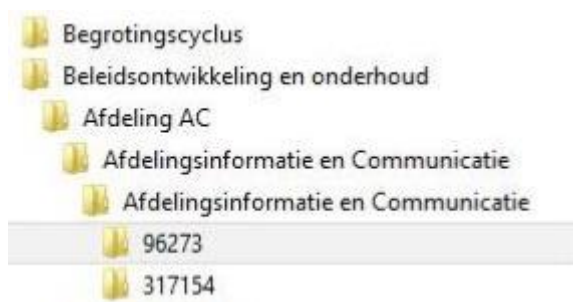 Begrotingscyclus
Beleidsontwikkeling en onderhoud
Afdeling AC
Afdelingsinformatie en Communicatie
Afdelingsinformatie en Communicatie
96273
317154